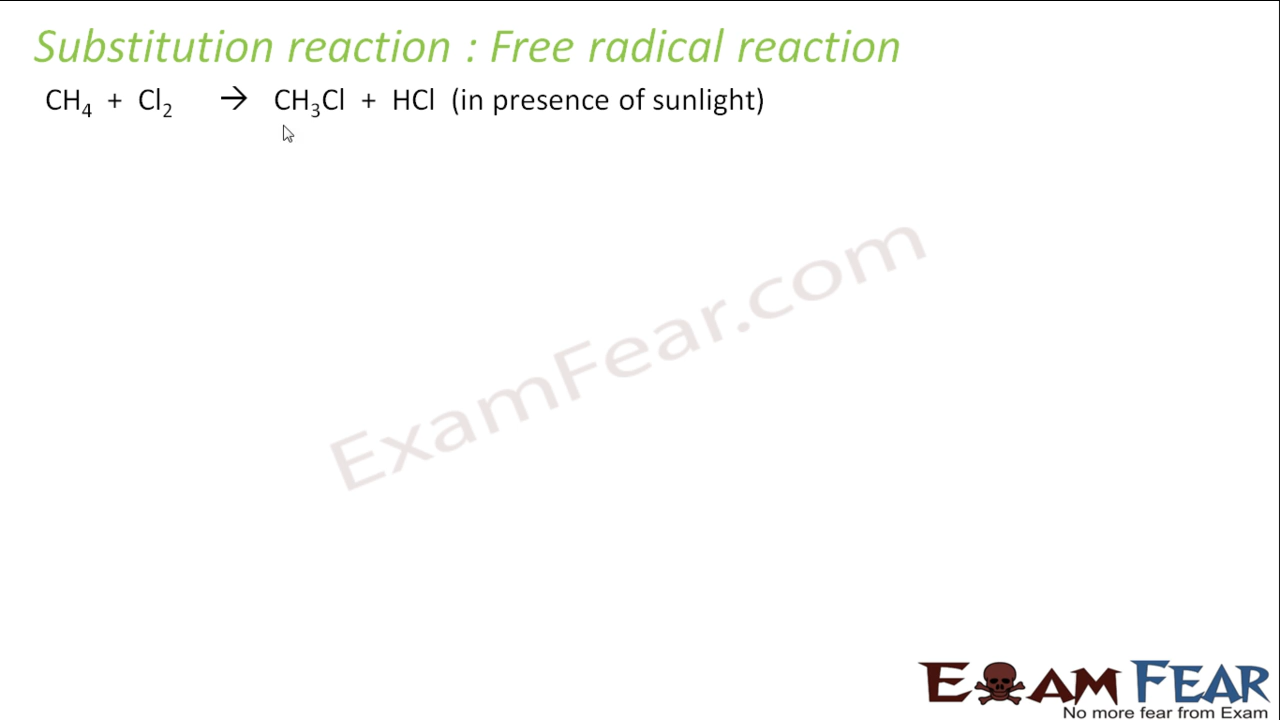 Substitution reaction : Free radical reaction
CH₄ + Cl₂ → CH₃Cl + HCl (in presence of sunlight)
ExamFear.com
EXAM FEAR
No more fear from Exam